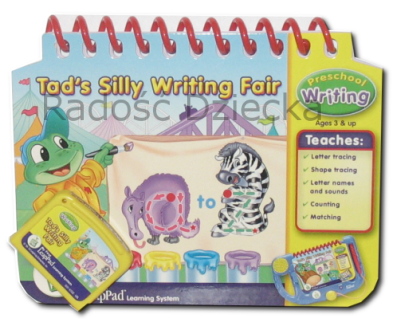 Tad's Silly Writing Fair
Radość Dziecka
Preschool
Writing
Ages 3 & up
Teaches:
✓ Letter tracing
✓ Shape tracing
✓ Letter names
and sounds
✓ Counting
✓ Matching
a to z
LeapPad Learning System